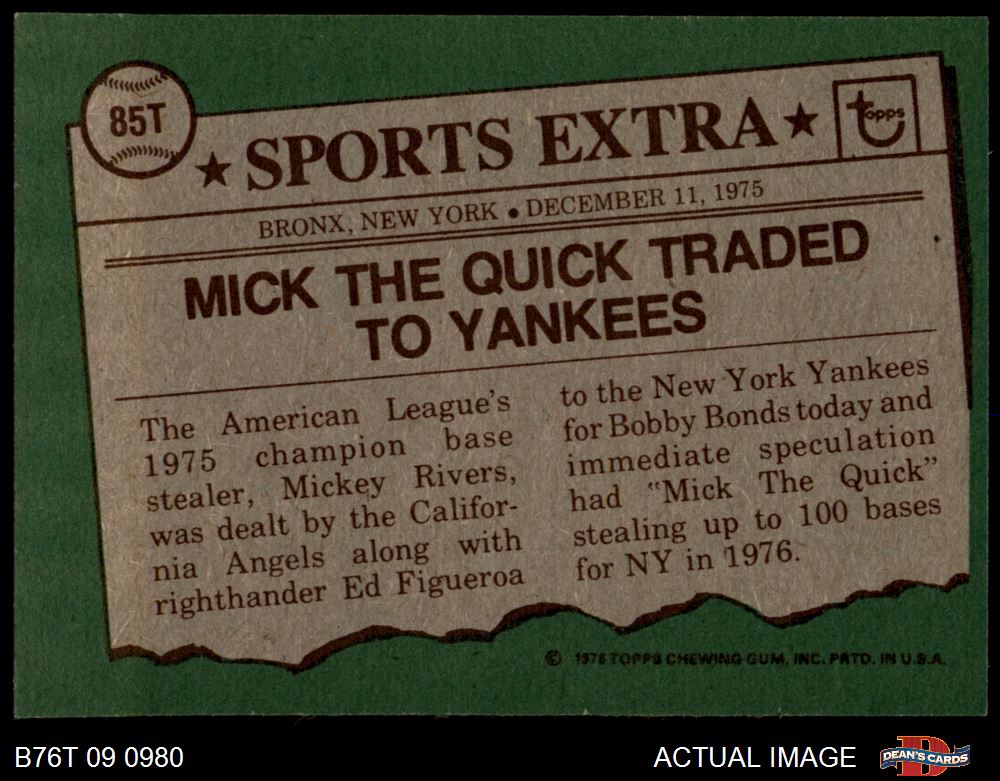 85T
★ SPORTS EXTRA ★
topps
BRONX, NEW YORK • DECEMBER 11, 1975
MICK THE QUICK TRADED
TO YANKEES
The American League's
1975 champion base
stealer, Mickey Rivers,
was dealt by the Califor-
nia Angels along with
righthander Ed Figueroa
to the New York Yankees
for Bobby Bonds today and
immediate speculation
had "Mick The Quick"
stealing up to 100 bases
for NY in 1976.
© 1976 TOPPS CHEWING GUM, INC. PRTD. IN U.S.A.
B76T 09 0980
ACTUAL IMAGE
DEAN'S CARDS